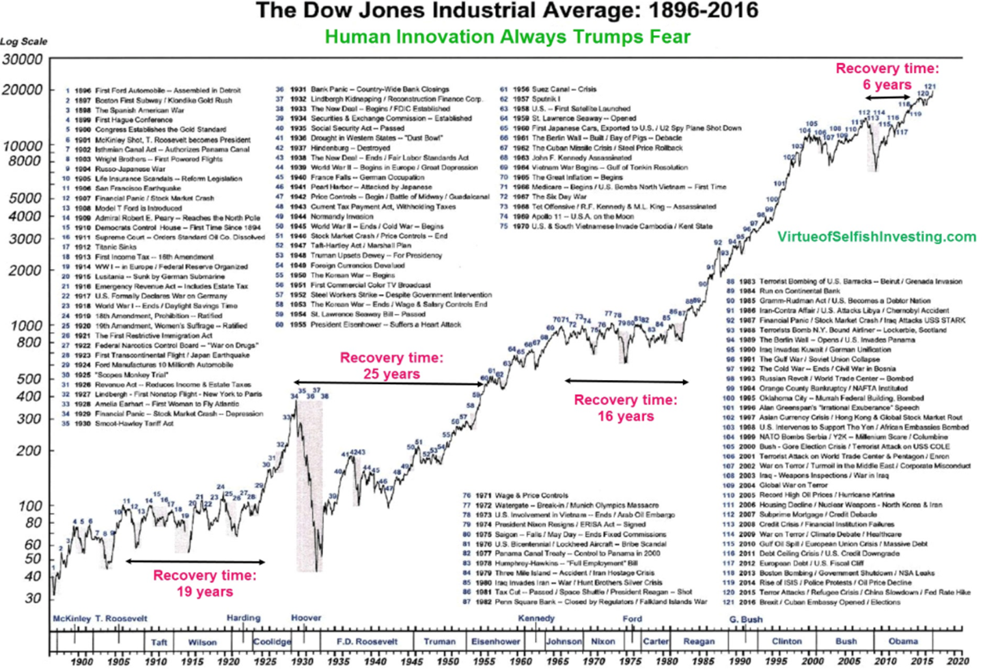 The Dow Jones Industrial Average: 1896-2016
Human Innovation Always Trumps Fear
Log Scale
30000
20000
10000
8000
5000
4000
3000
2000
1000
800
500
400
300
200
100
80
60
50
40
30
1 1896 First Ford Automobile -- Assembled in Detroit
2 1897 Boston First Subway / Klondike Gold Rush
3 1898 The Spanish American War
4 1899 First Hague Conference
5 1900 Congress Establishes the Gold Standard
6 1901 McKinley Shot, T. Roosevelt becomes President
7 1902 Isthmian Canal Act -- Authorizes Panama Canal
8 1903 Wright Brothers -- First Powered Flights
9 1904 Russo-Japanese War
10 1905 Life Insurance Scandals -- Reform Legislation
11 1906 San Francisco Earthquake
12 1907 Financial Panic / Stock Market Crash
13 1908 Model T Ford is Introduced
14 1909 Admiral Robert E. Peary -- Reaches the North Pole
15 1910 Democrats Control House -- First Time Since 1894
16 1911 Supreme Court -- Orders Standard Oil Co. Dissolved
17 1912 Titanic Sinks
18 1913 First Income Tax -- 16th Amendment
19 1914 WW I -- in Europe / Federal Reserve Organized
20 1915 Lusitania -- Sunk by German Submarine
21 1916 Emergency Revenue Act -- Includes Estate Tax
22 1917 U.S. Formally Declares War on Germany
23 1918 World War I -- Ends / Daylight Savings Time
24 1919 18th Amendment, Prohibition -- Ratified
25 1920 19th Amendment, Women's Suffrage -- Ratified
26 1921 The First Restrictive Immigration Act
27 1922 Federal Narcotics Control Board -- "War on Drugs"
28 1923 First Transcontinental Flight / Japan Earthquake
29 1924 Ford Manufactures 10 Millionth Automobile
30 1925 "Scopes Monkey Trial"
31 1926 Revenue Act -- Reduces Income & Estate Taxes
32 1927 Lindbergh - First Nonstop Flight - New York to Paris
33 1928 Amelia Earhart -- First Woman to Fly Atlantic
34 1929 Financial Panic -- Stock Market Crash -- Depression
35 1930 Smoot-Hawley Tariff Act
36 1931 Bank Panic -- Country-Wide Bank Closings
37 1932 Lindbergh Kidnapping / Reconstruction Finance Corp.
38 1933 The New Deal -- Begins / FDIC Established
39 1934 Securities & Exchange Commission -- Established
40 1935 Social Security Act -- Passed
41 1936 Drought in Western States -- "Dust Bowl"
42 1937 Hindenburg -- Destroyed
43 1938 The New Deal -- Ends / Fair Labor Standards Act
44 1939 World War II -- Begins in Europe / Great Depression
45 1940 France Falls -- German Occupation
46 1941 Pearl Harbor -- Attacked by Japanese
47 1942 Price Controls -- Begin / Battle of Midway / Guadalcanal
48 1943 Current Tax Payment Act, Withholding Taxes
49 1944 Normandy Invasion
50 1945 World War II -- Ends / Cold War -- Begins
51 1946 Stock Market Crash / Price Controls -- End
52 1947 Taft-Hartley Act / Marshall Plan
53 1948 Truman Upsets Dewey -- For Presidency
54 1949 Foreign Currencies Devalued
55 1950 The Korean War -- Begins
56 1951 First Commercial Color TV Broadcast
57 1952 Steel Workers Strike -- Despite Government Intervention
58 1953 The Korean War -- Ends / Wage & Salary Controls End
59 1954 St. Lawrence Seaway Bill -- Passed
60 1955 President Eisenhower -- Suffers a Heart Attack
61 1956 Suez Canal -- Crisis
62 1957 Sputnik I
63 1958 U.S. -- First Satellite Launched
64 1959 St. Lawrence Seaway -- Opened
65 1960 First Japanese Cars, Exported to U.S. / U2 Spy Plane Shot Down
66 1961 The Berlin Wall -- Built / Bay of Pigs -- Debacle
67 1962 The Cuban Missile Crisis / Steel Price Rollback
68 1963 John F. Kennedy Assassinated
69 1964 Vietnam War Begins -- Gulf of Tonkin Resolution
70 1965 The Great Inflation -- Begins
71 1966 Medicare -- Begins / U.S. Bombs North Vietnam -- First Time
72 1967 The Six Day War
73 1968 Tet Offensive / R.F. Kennedy & M.L. King -- Assassinated
74 1969 Apollo 11 -- U.S.A. on the Moon
75 1970 U.S. & South Vietnamese Invade Cambodia / Kent State
Recovery time:
6 years
VirtueofSelfishInvesting.com
Recovery time:
25 years
Recovery time:
16 years
Recovery time:
19 years
76 1971 Wage & Price Controls
77 1972 Watergate -- Break-in / Munich Olympics Massacre
78 1973 U.S. Involvement in Vietnam -- Ends / Arab Oil Embargo
79 1974 President Nixon Resigns / ERISA Act -- Signed
80 1975 Saigon -- Falls / May Day -- Ends Fixed Commissions
81 1976 U.S. Bicentennial / Lockheed Aircraft -- Bribe Scandal
82 1977 Panama Canal Treaty -- Control to Panama in 2000
83 1978 Humphrey-Hawkins -- "Full Employment" Bill
84 1979 Three Mile Island -- Accident / Iran Hostage Crisis
85 1980 Iraq Invades Iran -- War / Hunt Brothers Silver Crisis
86 1981 Tax Cut -- Passed / Space Shuttle / President Reagan -- Shot
87 1982 Penn Square Bank -- Closed by Regulators / Falkland Islands War
88 1983 Terrorist Bombing of U.S. Barracks -- Beirut / Grenada Invasion
89 1984 Run on Continental Bank
90 1985 Gramm-Rudman Act / U.S. Becomes a Debtor Nation
91 1986 Iran-Contra Affair / U.S. Attacks Libya / Chernobyl Accident
92 1987 Financial Panic / Stock Market Crash / Iraq Attacks USS STARK
93 1988 Terrorists Bomb N.Y. Bound Airliner -- Lockerbie, Scotland
94 1989 The Berlin Wall -- Opens / U.S. Invades Panama
95 1990 Iraq Invades Kuwait / German Unification
96 1991 The Gulf War / Soviet Union Collapse
97 1992 The Cold War -- Ends / Civil War in Bosnia
98 1993 Russian Revolt / World Trade Center -- Bombed
99 1994 Orange County Bankruptcy / NAFTA Instituted
100 1995 Oklahoma City -- Murrah Federal Building, Bombed
101 1996 Alan Greenspan's "Irrational Exuberance" Speech
102 1997 Asian Currency Crisis / Hong Kong & Global Stock Market Rout
103 1998 U.S. Intervenes to Support The Yen / African Embassies Bombed
104 1999 NATO Bombs Serbia / Y2K -- Millenium Scare / Columbine
105 2000 Bush - Gore Election Crisis / Terrorist Attack on USS COLE
106 2001 Terrorist Attack on World Trade Center & Pentagon / Enron
107 2002 War on Terror / Turmoil in the Middle East / Corporate Misconduct
108 2003 Iraq - Weapons Inspections / War in Iraq
109 2004 Global War on Terror
110 2005 Record High Oil Prices / Hurricane Katrina
111 2006 Housing Decline / Nuclear Weapons - North Korea & Iran
112 2007 Subprime Mortgage / Credit Debacle
113 2008 Credit Crisis / Financial Institution Failures
114 2009 War on Terror / Climate Debate / Healthcare
115 2010 Gulf Oil Spill / European Union Crisis / Massive Debt
116 2011 Debt Ceiling Crisis / U.S. Credit Downgrade
117 2012 European Debt / U.S. Fiscal Cliff
118 2013 Boston Bombing / Government Shutdown / NSA Leaks
119 2014 Rise of ISIS / Police Protests / Oil Price Decline
120 2015 Terror Attacks / Refugee Crisis / China Slowdown / Fed Rate Hike
121 2016 Brexit / Cuban Embassy Opened / Elections
McKinley T. Roosevelt Harding Hoover Kennedy Ford G. Bush
Taft Wilson Coolidge F.D. Roosevelt Truman Eisenhower Johnson Nixon Carter Reagan Clinton Bush Obama
1900 1905 1910 1915 1920 1925 1930 1935 1940 1945 1950 1955 1960 1965 1970 1975 1980 1985 1990 1995 2000 2005 2010 2015 2020